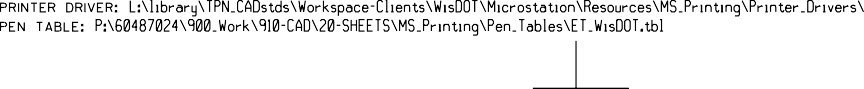 PRINTER DRIVER: L:\library\TPN_CADstds\Workspace-Clients\WisDOT\Microstation\Resources\MS_Printing\Printer_Drivers\
PEN TABLE: P:\60487024\900_Work\910-CAD\20-SHEETS\MS_Printing\Pen_Tables\ET_WisDOT.tbl